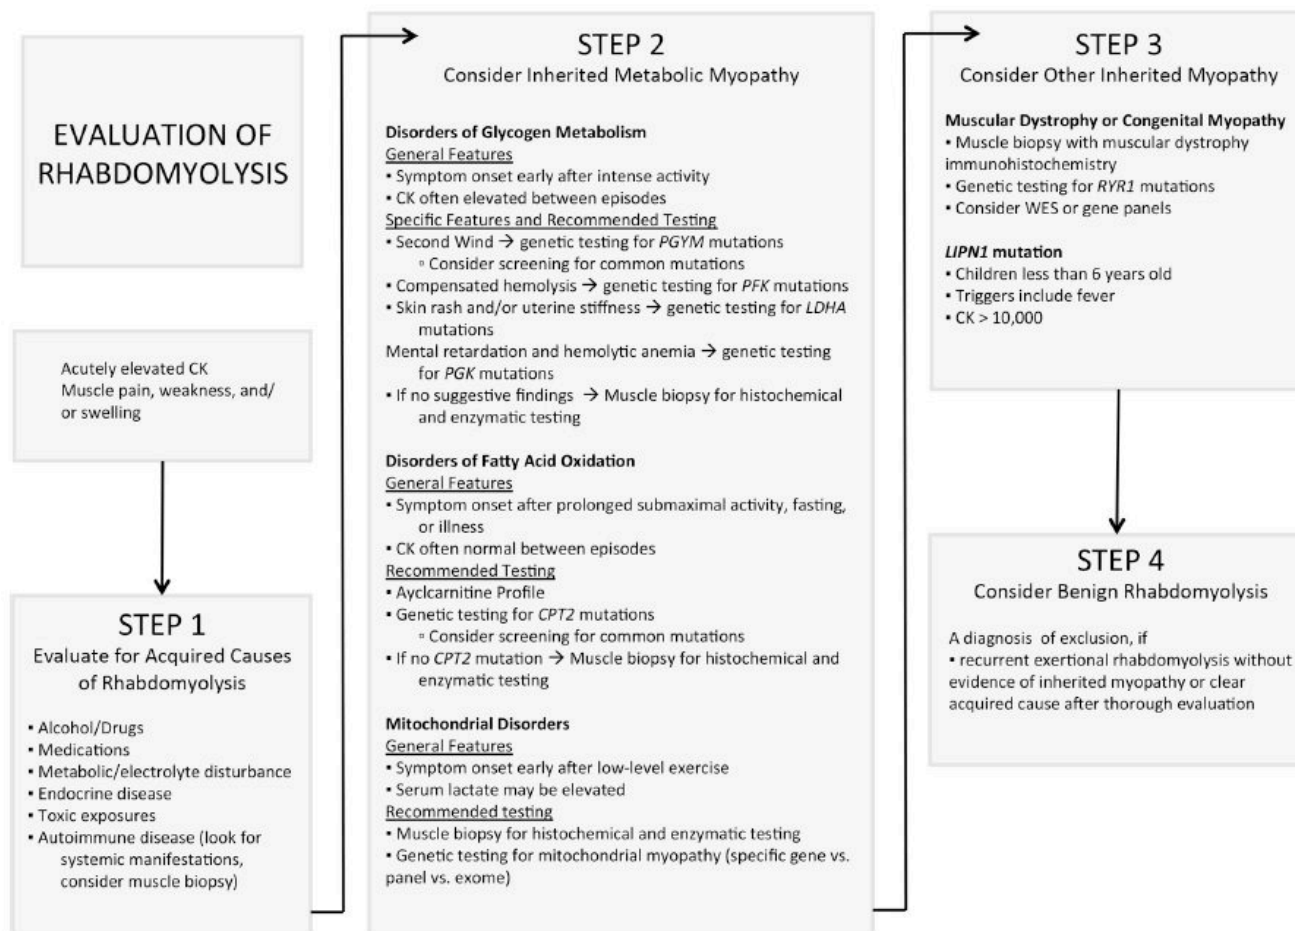 EVALUATION OF
RHABDOMYOLYSIS
Acutely elevated CK
Muscle pain, weakness, and/
or swelling
STEP 1
Evaluate for Acquired Causes
of Rhabdomyolysis
▪ Alcohol/Drugs
▪ Medications
▪ Metabolic/electrolyte disturbance
▪ Endocrine disease
▪ Toxic exposures
▪ Autoimmune disease (look for
systemic manifestations,
consider muscle biopsy)
STEP 2
Consider Inherited Metabolic Myopathy
Disorders of Glycogen Metabolism
General Features
▪ Symptom onset early after intense activity
▪ CK often elevated between episodes
Specific Features and Recommended Testing
▪ Second Wind → genetic testing for PGYM mutations
▫ Consider screening for common mutations
▪ Compensated hemolysis → genetic testing for PFK mutations
▪ Skin rash and/or uterine stiffness → genetic testing for LDHA
mutations
Mental retardation and hemolytic anemia → genetic testing
for PGK mutations
▪ If no suggestive findings → Muscle biopsy for histochemical
and enzymatic testing
Disorders of Fatty Acid Oxidation
General Features
▪ Symptom onset after prolonged submaximal activity, fasting,
or illness
▪ CK often normal between episodes
Recommended Testing
▪ Ayclcarnitine Profile
▪ Genetic testing for CPT2 mutations
▫ Consider screening for common mutations
▪ If no CPT2 mutation → Muscle biopsy for histochemical and
enzymatic testing
Mitochondrial Disorders
General Features
▪ Symptom onset early after low-level exercise
▪ Serum lactate may be elevated
Recommended testing
▪ Muscle biopsy for histochemical and enzymatic testing
▪ Genetic testing for mitochondrial myopathy (specific gene vs.
panel vs. exome)
STEP 3
Consider Other Inherited Myopathy
Muscular Dystrophy or Congenital Myopathy
▪ Muscle biopsy with muscular dystrophy
immunohistochemistry
▪ Genetic testing for RYR1 mutations
▪ Consider WES or gene panels
LIPN1 mutation
▪ Children less than 6 years old
▪ Triggers include fever
▪ CK > 10,000
STEP 4
Consider Benign Rhabdomyolysis
A diagnosis of exclusion, if
▪ recurrent exertional rhabdomyolysis without
evidence of inherited myopathy or clear
acquired cause after thorough evaluation